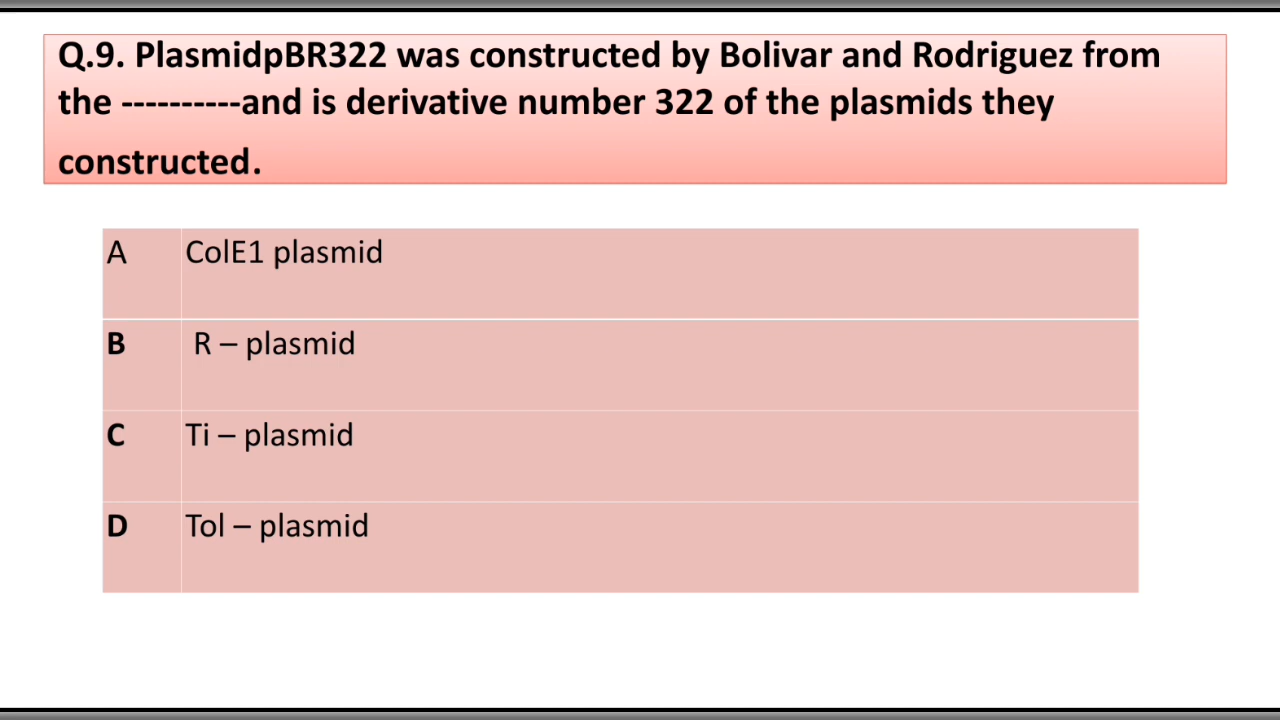 Q.9. PlasmidpBR322 was constructed by Bolivar and Rodriguez from
the ----------and is derivative number 322 of the plasmids they
constructed.
A ColE1 plasmid
B R – plasmid
C Ti – plasmid
D Tol – plasmid